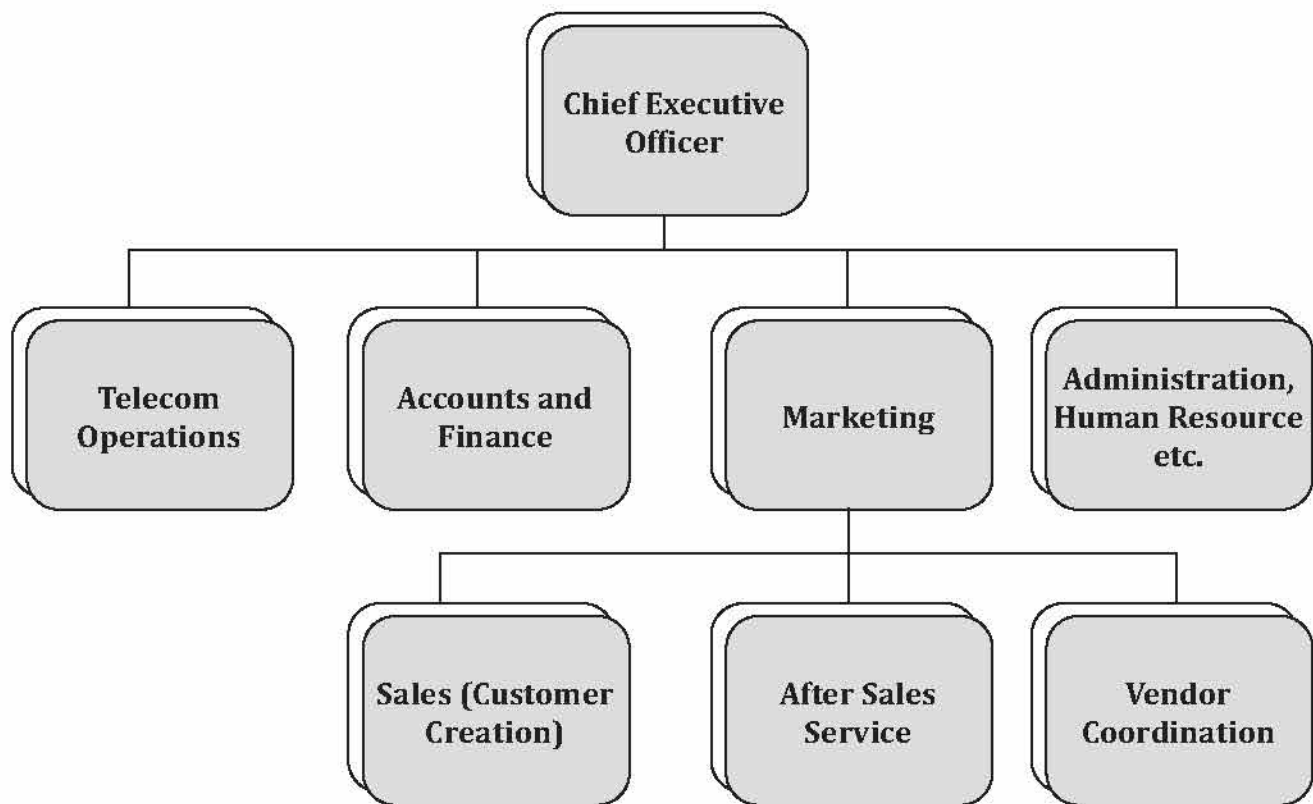 Chief Executive
Officer
Telecom
Operations
Accounts and
Finance
Marketing
Administration,
Human Resource
etc.
Sales (Customer
Creation)
After Sales
Service
Vendor
Coordination